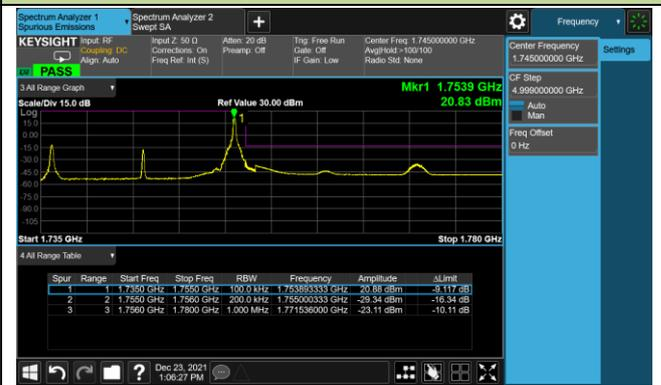 Spectrum Analyzer 1
Spurious Emissions
Spectrum Analyzer 2
Swept SA
Frequency
KEYSIGHT
Input: RF
Coupling: DC
Align: Auto
Input Z: 50 Ω
Corrections: On
Freq Ref: Int (S)
Atten: 20 dB
Preamp: Off
Trig: Free Run
Gate: Off
IF Gain: Low
Center Freq: 1.745000000 GHz
Avg|Hold:>100/100
Radio Std: None
PASS
Center Frequency
1.745000000 GHz
Settings
CF Step
4.999000000 GHz
Auto
Man
Freq Offset
0 Hz
3 All Range Graph
Mkr1 1.7539 GHz
20.83 dBm
Scale/Div 15.0 dB
Ref Value 30.00 dBm
Log
15.0
0.00
-15.0
-30.0
-45.0
-60.0
-75.0
-90.0
-105
1
Start 1.735 GHz
Stop 1.780 GHz
4 All Range Table
Spur Range Start Freq Stop Freq RBW Frequency Amplitude ΔLimit
1 1 1.7350 GHz 1.7550 GHz 100.0 kHz 1.753893333 GHz 20.88 dBm -9.117 dB
2 2 1.7550 GHz 1.7560 GHz 200.0 kHz 1.755000333 GHz -29.34 dBm -16.34 dB
3 3 1.7560 GHz 1.7800 GHz 1.000 MHz 1.771536000 GHz -23.11 dBm -10.11 dB
Dec 23, 2021
1:06:27 PM